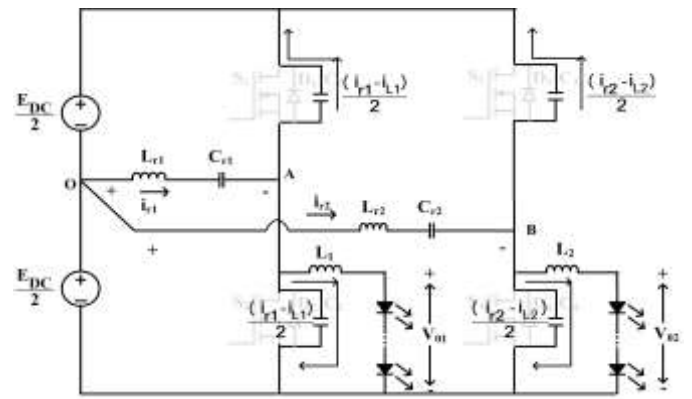 E_DC/2
(i_r1-i_L1)/2
(i_r2-i_L2)/2
O
L_r1
C_r1
A
+
i_r1
-
i_r2
L_r2
C_r2
B
+
-
E_DC/2
L_1
+
(i_r1-i_L1)/2
V_01
-
L_2
+
(i_r2-i_L2)/2
V_02
-